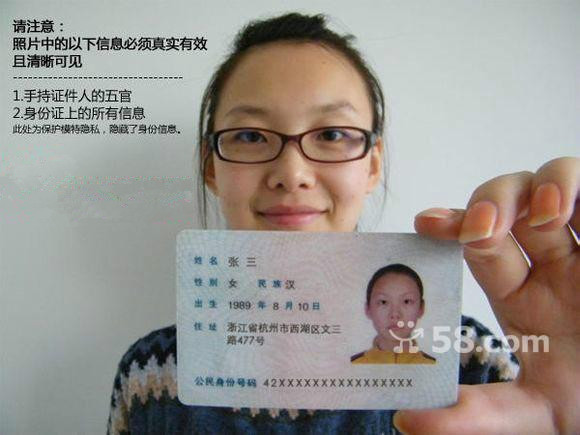 请注意：
照片中的以下信息必须真实有效
且清晰可见
------------------------------------
1.手持证件人的五官
2.身份证上的所有信息
此处为保护模特隐私，隐藏了身份信息。
姓名 张三
性别 女 民族 汉
出生 1989 年 8 月 10 日
住址 浙江省杭州市西湖区文三
路477号
公民身份号码 42XXXXXXXXXXXXXXXX
58.com